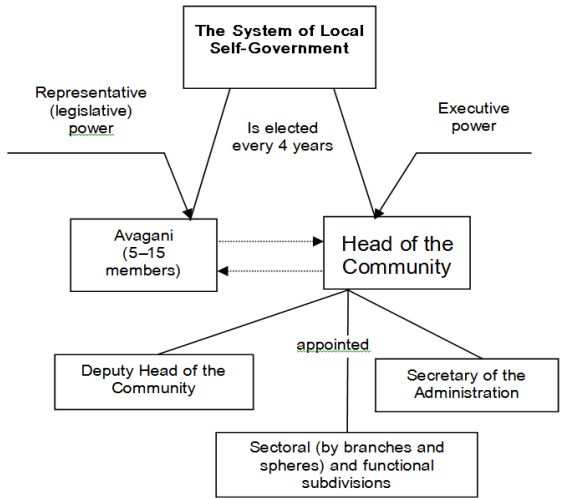 The System of Local
Self-Government
Representative
(legislative)
power
Is elected
every 4 years
Executive
power
Avagani
(5–15
members)
Head of the
Community
appointed
Deputy Head of the
Community
Secretary of the
Administration
Sectoral (by branches and
spheres) and functional
subdivisions